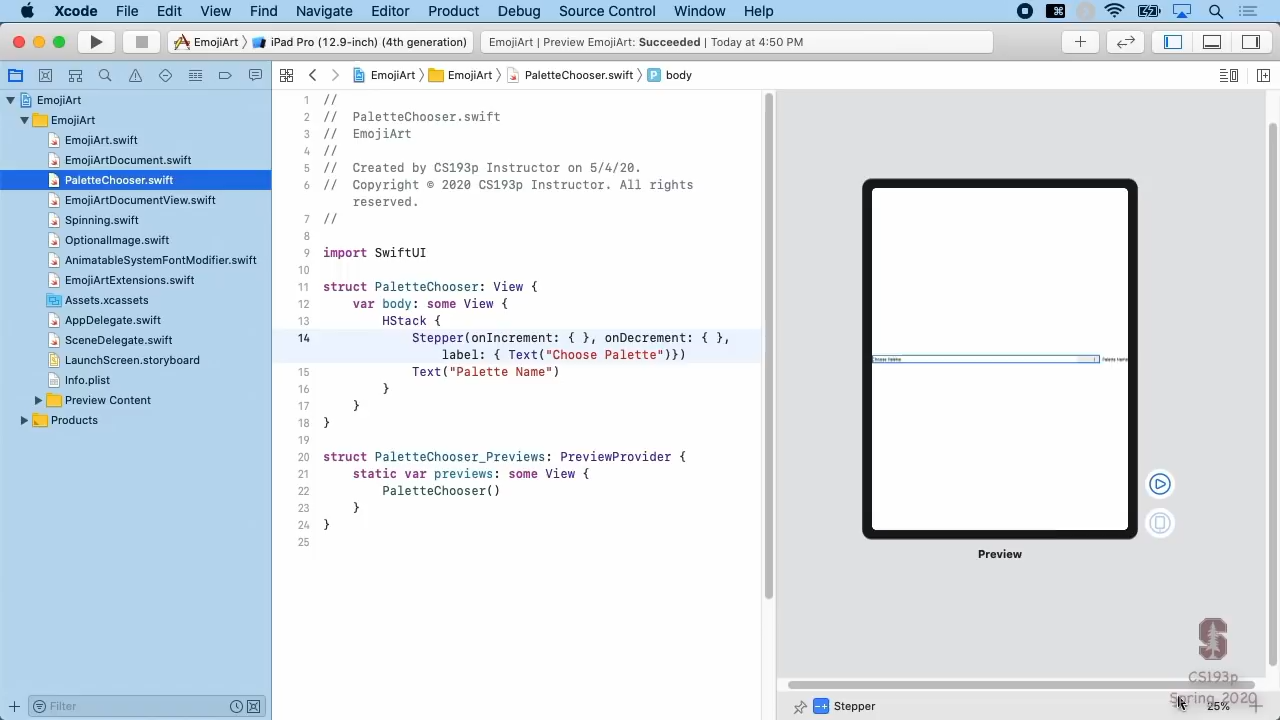 Xcode File Edit View Find Navigate Editor Product Debug Source Control Window Help
EmojiArt iPad Pro (12.9-inch) (4th generation) EmojiArt | Preview EmojiArt: Succeeded | Today at 4:50 PM
EmojiArt EmojiArt PaletteChooser.swift P body
EmojiArt
EmojiArt
EmojiArt.swift
EmojiArtDocument.swift
PaletteChooser.swift
EmojiArtDocumentView.swift
Spinning.swift
OptionalImage.swift
AnimatableSystemFontModifier.swift
EmojiArtExtensions.swift
Assets.xcassets
AppDelegate.swift
SceneDelegate.swift
LaunchScreen.storyboard
Info.plist
Preview Content
Products
Filter
1 //
2 // PaletteChooser.swift
3 // EmojiArt
4 //
5 // Created by CS193p Instructor on 5/4/20.
6 // Copyright © 2020 CS193p Instructor. All rights
reserved.
7 //
8
9 import SwiftUI
10
11 struct PaletteChooser: View {
12 var body: some View {
13 HStack {
14 Stepper(onIncrement: { }, onDecrement: { },
label: { Text("Choose Palette")})
15 Text("Palette Name")
16 }
17 }
18 }
19
20 struct PaletteChooser_Previews: PreviewProvider {
21 static var previews: some View {
22 PaletteChooser()
23 }
24 }
25
Choose Palette Palette Name
Preview
CS193p
Spring 2020
Stepper 25%